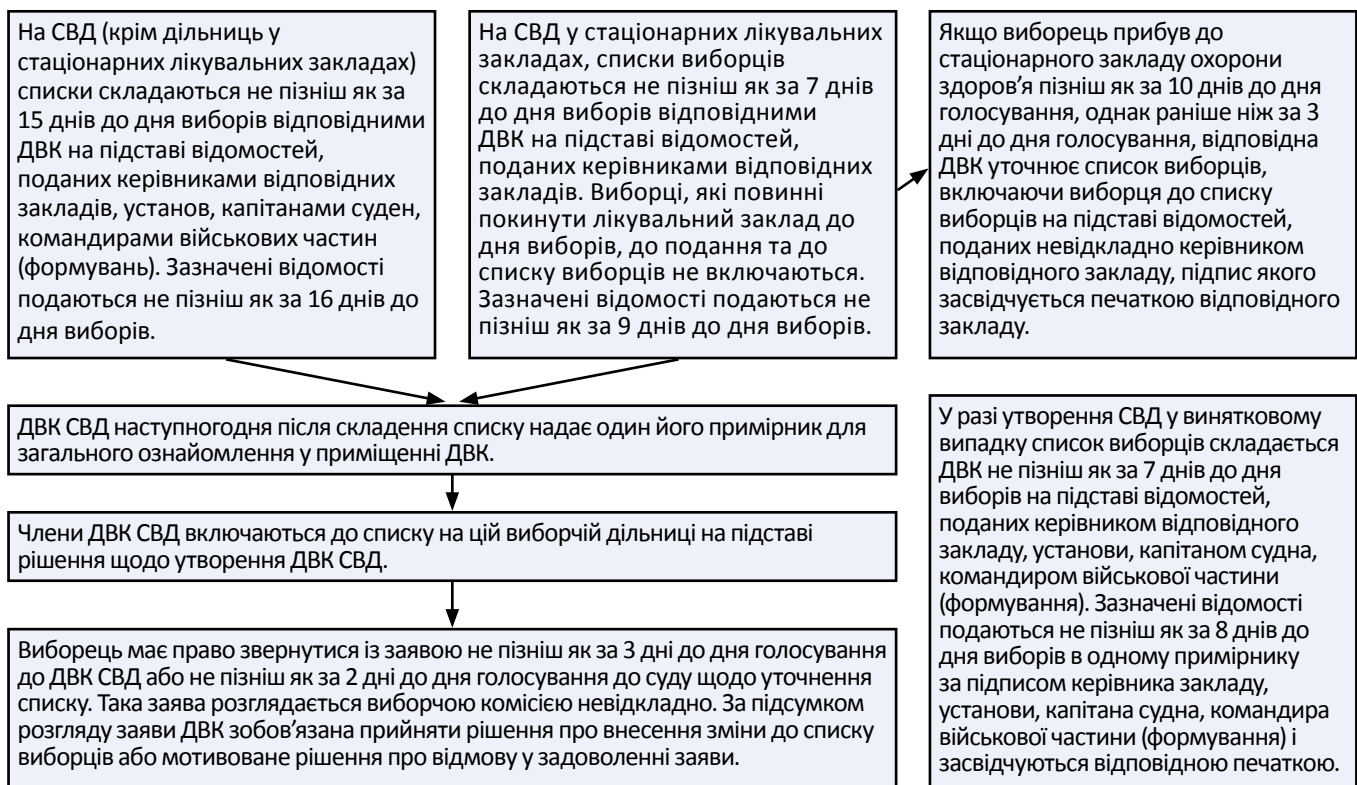 На СВД (крім дільниць у
стаціонарних лікувальних закладах)
списки складаються не пізніш як за
15 днів до дня виборів відповідними
ДВК на підставі відомостей,
поданих керівниками відповідних
закладів, установ, капітанами суден,
командирами військових частин
(формувань). Зазначені відомості
подаються не пізніш як за 16 днів до
дня виборів.
На СВД у стаціонарних лікувальних
закладах, списки виборців
складаються не пізніш як за 7 днів
до дня виборів відповідними
ДВК на підставі відомостей,
поданих керівниками відповідних
закладів. Виборці, які повинні
покинути лікувальний заклад до
дня виборів, до подання та до
списку виборців не включаються.
Зазначені відомості подаються не
пізніш як за 9 днів до дня виборів.
Якщо виборець прибув до
стаціонарного закладу охорони
здоров’я пізніш як за 10 днів до дня
голосування, однак раніше ніж за 3
дні до дня голосування, відповідна
ДВК уточнює список виборців,
включаючи виборця до списку
виборців на підставі відомостей,
поданих невідкладно керівником
відповідного закладу, підпис якого
засвідчується печаткою відповідного
закладу.
ДВК СВД наступногодня після складення списку надає один його примірник для
загального ознайомлення у приміщенні ДВК.
Члени ДВК СВД включаються до списку на цій виборчій дільниці на підставі
рішення щодо утворення ДВК СВД.
Виборець має право звернутися із заявою не пізніш як за 3 дні до дня голосування
до ДВК СВД або не пізніш як за 2 дні до дня голосування до суду щодо уточнення
списку. Така заява розглядається виборчою комісією невідкладно. За підсумком
розгляду заяви ДВК зобов’язана прийняти рішення про внесення зміни до списку
виборців або мотивоване рішення про відмову у задоволенні заяви.
У разі утворення СВД у винятковому
випадку список виборців складається
ДВК не пізніш як за 7 днів до дня
виборів на підставі відомостей,
поданих керівником відповідного
закладу, установи, капітаном судна,
командиром військової частини
(формування). Зазначені відомості
подаються не пізніш як за 8 днів до
дня виборів в одному примірнику
за підписом керівника закладу,
установи, капітана судна, командира
військової частини (формування) і
засвідчуються відповідною печаткою.